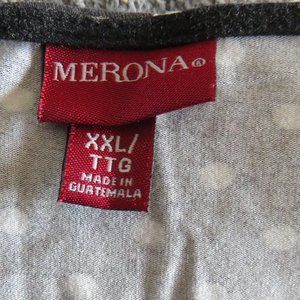 MERONA®
XXL/
TTG
MADE IN
GUATEMALA